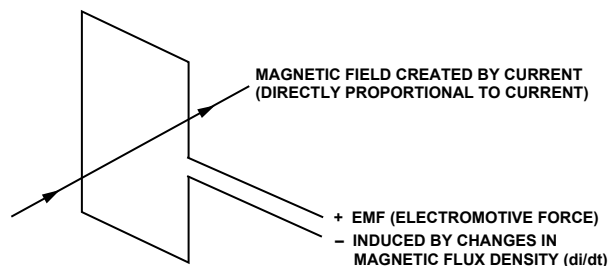 MAGNETIC FIELD CREATED BY CURRENT
(DIRECTLY PROPORTIONAL TO CURRENT)
+ EMF (ELECTROMOTIVE FORCE)
– INDUCED BY CHANGES IN
MAGNETIC FLUX DENSITY (di/dt)